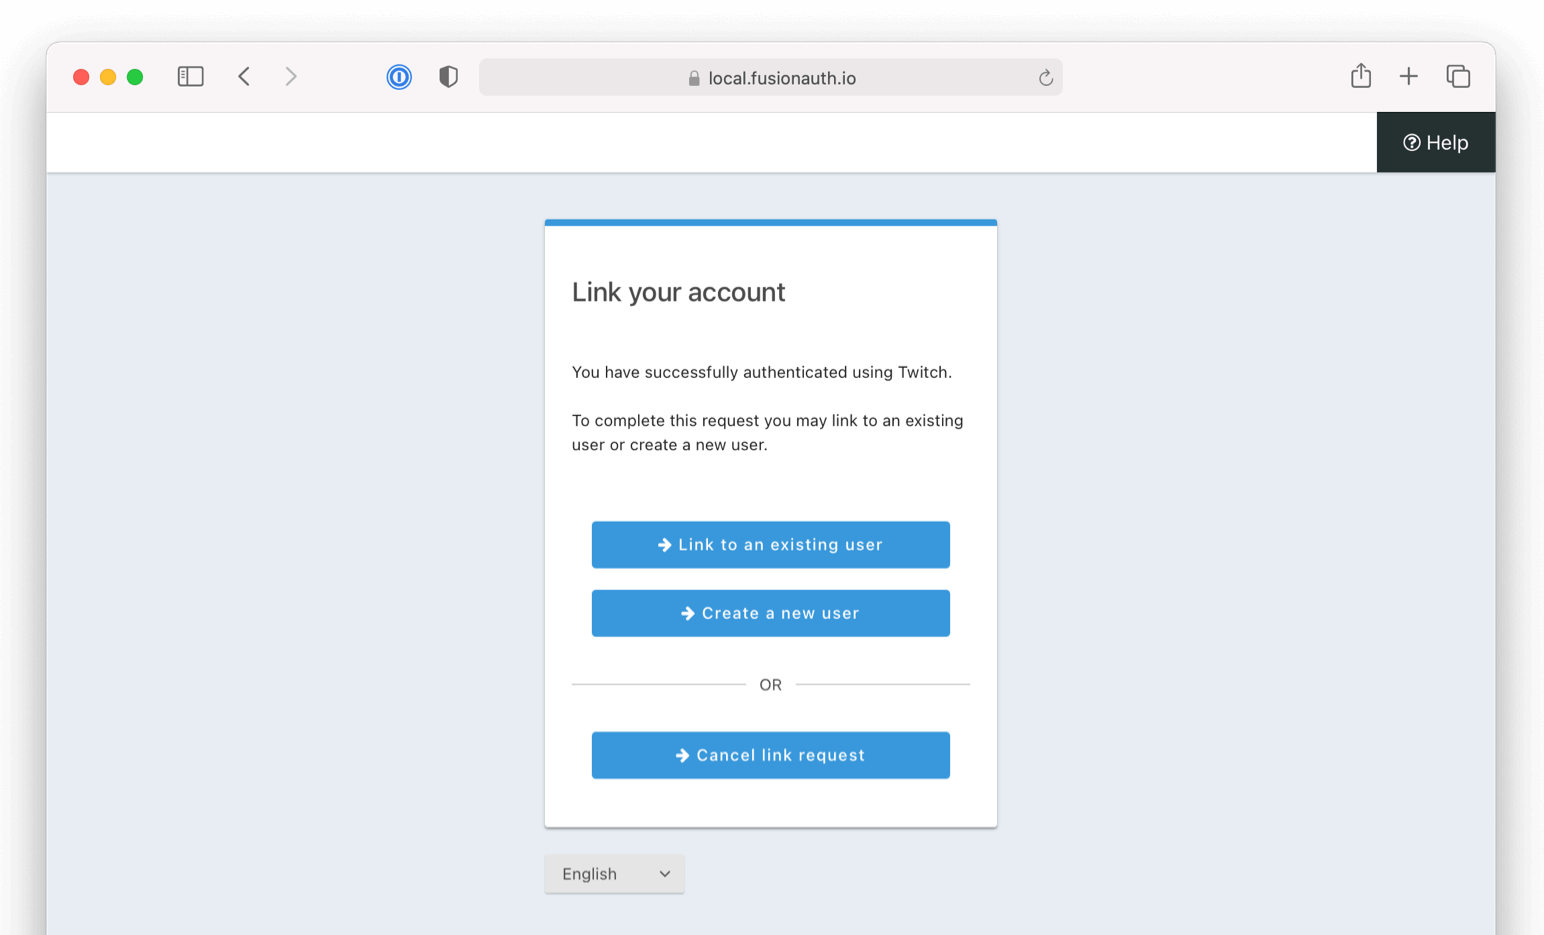 local.fusionauth.io
Help
Link your account
You have successfully authenticated using Twitch.
To complete this request you may link to an existing
user or create a new user.
Link to an existing user
Create a new user
OR
Cancel link request
English